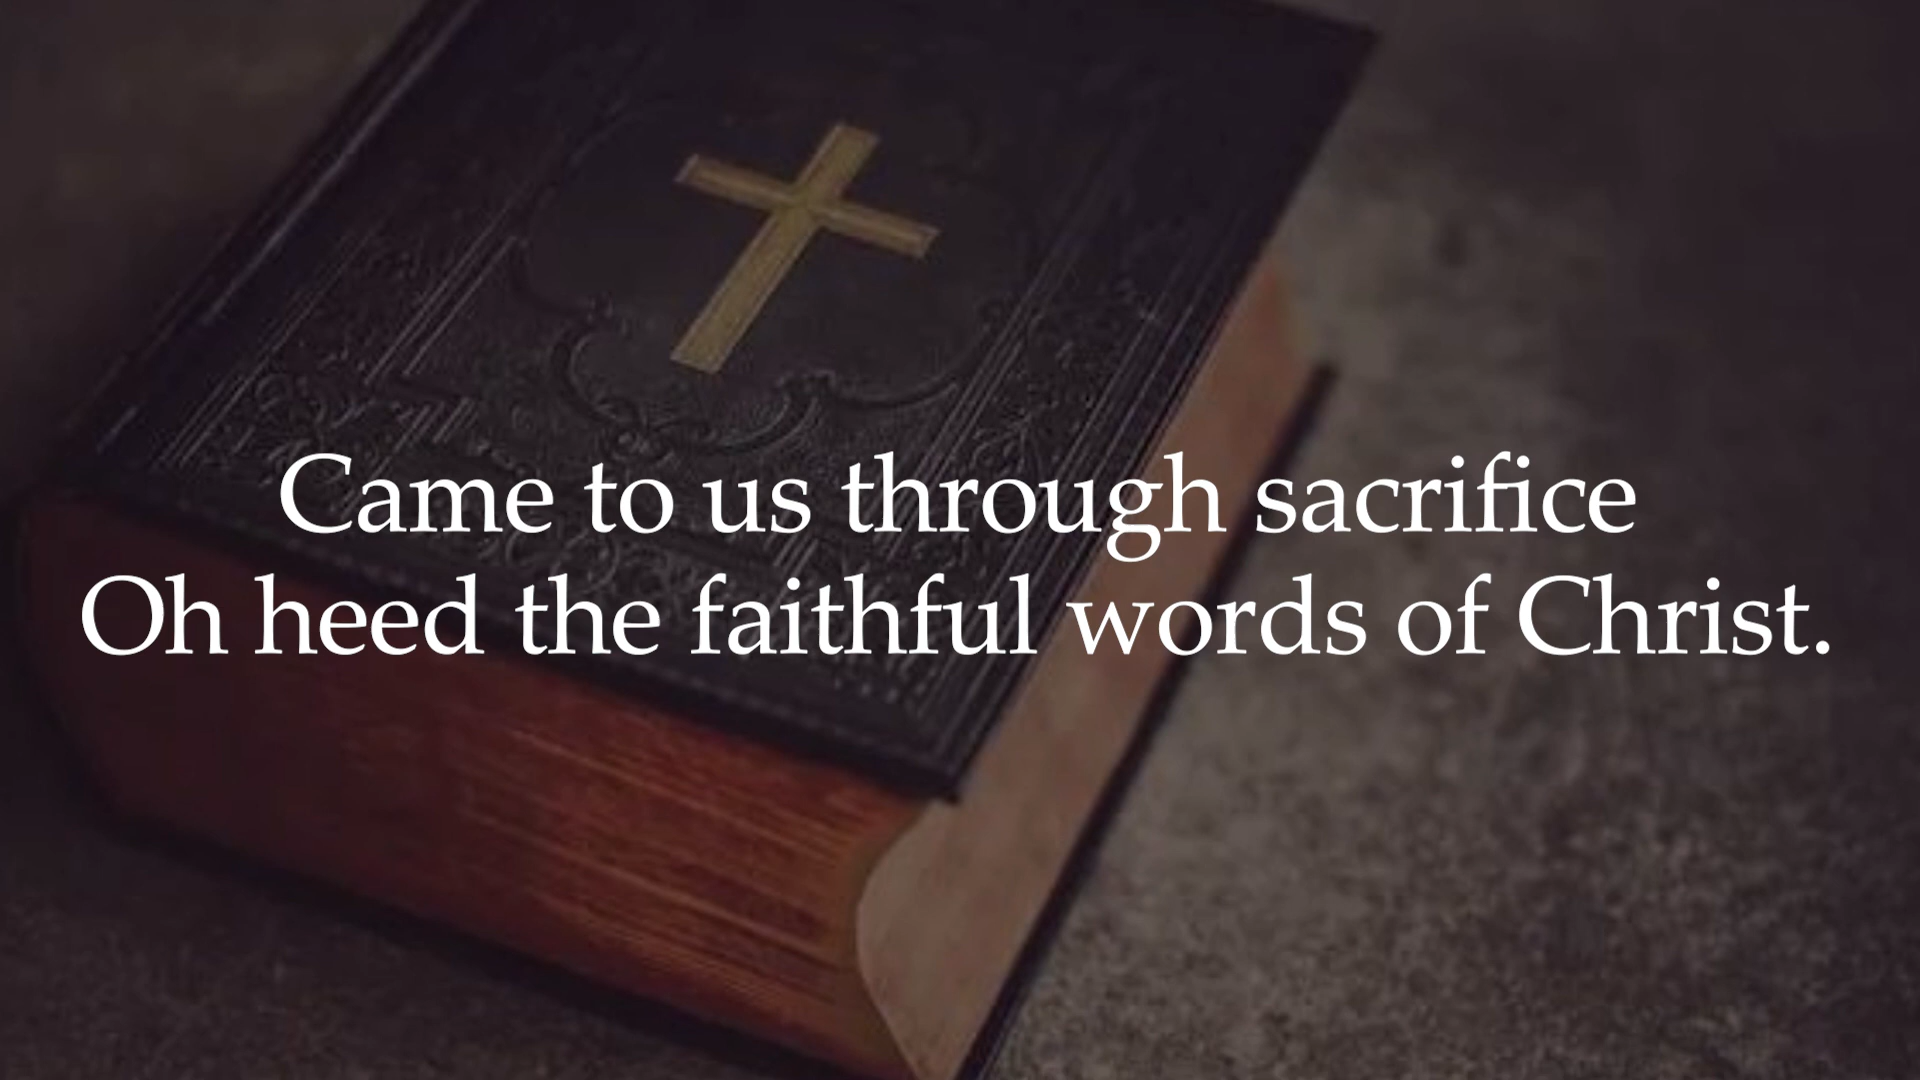 Came to us through sacrifice
Oh heed the faithful words of Christ.